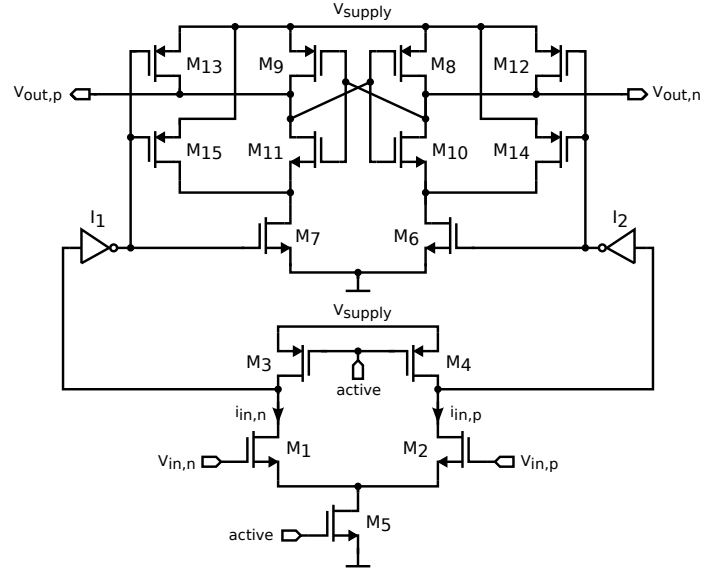 Vsupply
M13
M9
M8
M12
Vout,p
Vout,n
M15
M11
M10
M14
I1
I2
M7
M6
Vsupply
M3
M4
active
iin,n
iin,p
M1
M2
Vin,n
Vin,p
M5
active